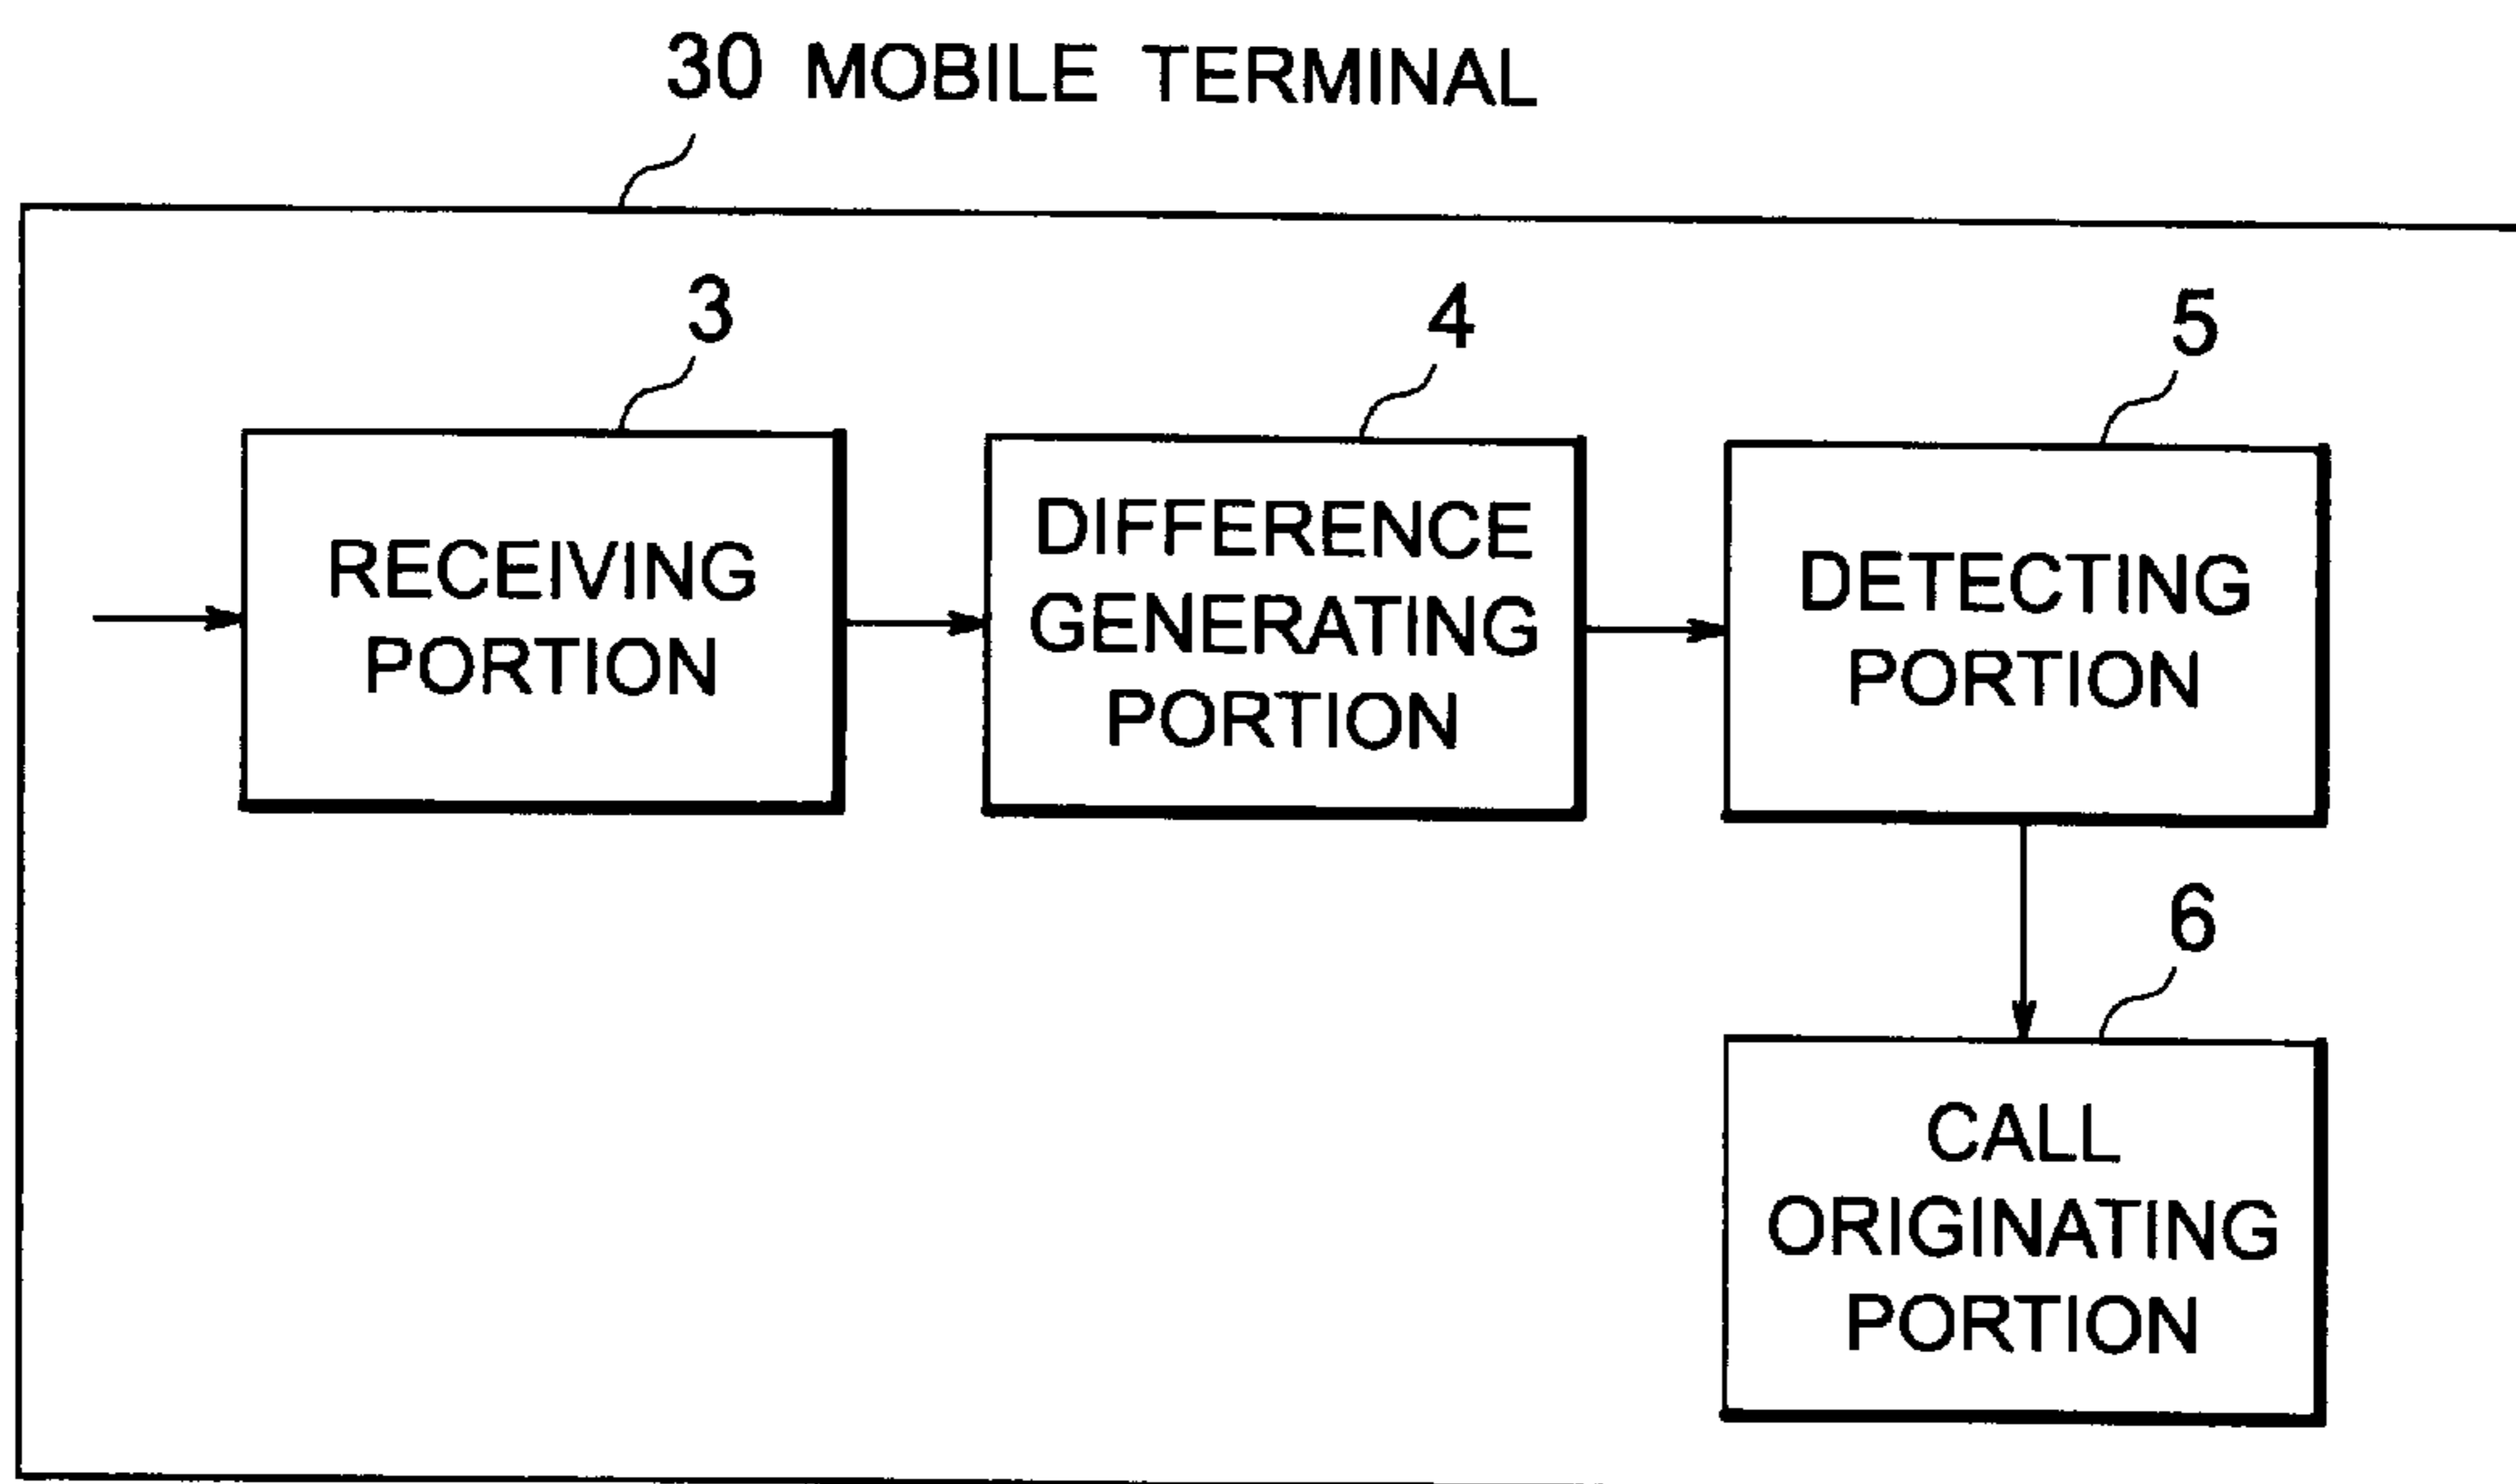 30 MOBILE TERMINAL
3
4
5
RECEIVING
PORTION
DIFFERENCE
GENERATING
PORTION
DETECTING
PORTION
6
CALL
ORIGINATING
PORTION